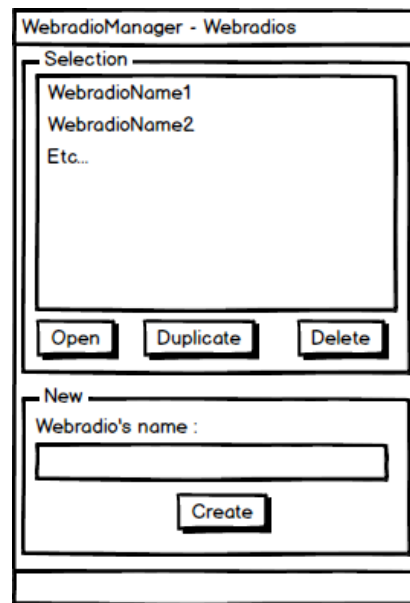 WebradioManager - Webradios
Selection
WebradioName1
WebradioName2
Etc...
Open Duplicate Delete
New
Webradio's name :
Create